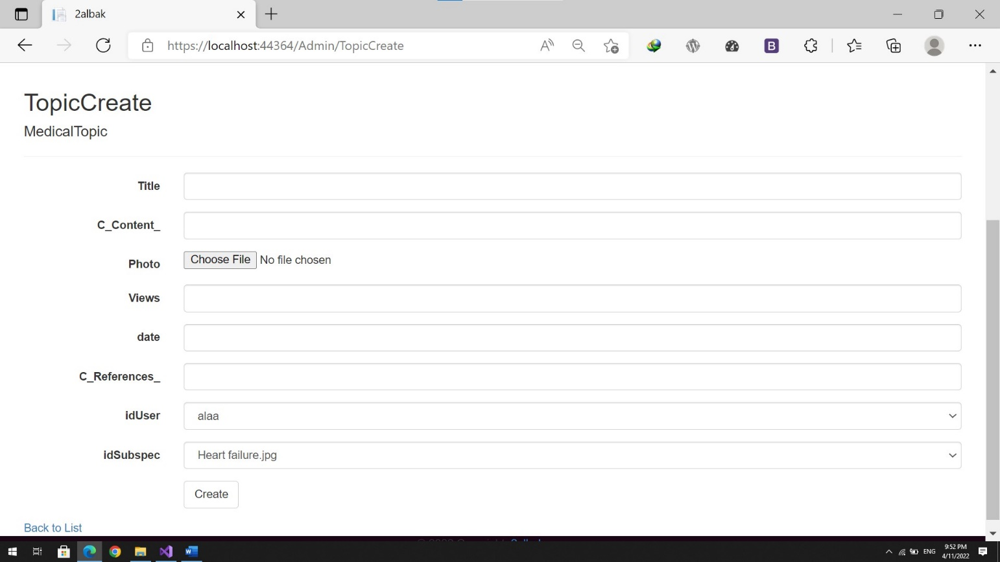 2albak
https://localhost:44364/Admin/TopicCreate
TopicCreate
MedicalTopic
Title
C_Content_
Photo Choose File No file chosen
Views
date
C_References_
idUser alaa
idSubspec Heart failure.jpg
Create
Back to List
ENG
9:52 PM
4/11/2022